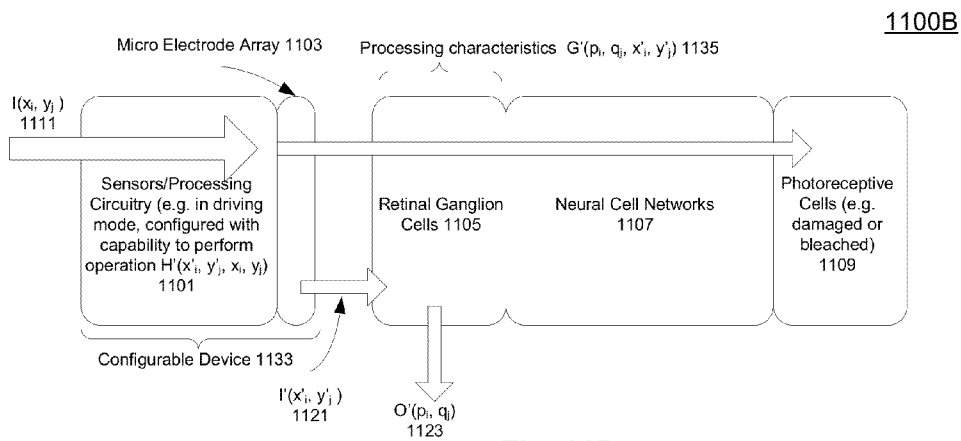 1100B
Micro Electrode Array 1103
Processing characteristics G'(pi, qj, x'i, y'j) 1135
I(xi, yj )
1111
Sensors/Processing
Circuitry (e.g. in driving
mode, configured with
capability to perform
operation H'(x'i, y'j, xi, yj)
1101
Retinal Ganglion
Cells 1105
Neural Cell Networks
1107
Photoreceptive
Cells (e.g.
damaged or
bleached)
1109
Configurable Device 1133
I'(x'i, y'j )
1121
O'(pi, qj)
1123